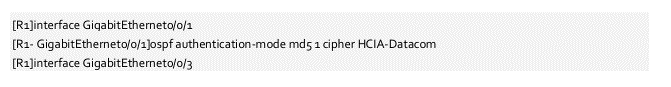 [R1]interface GigabitEthernet0/0/1
[R1- GigabitEthernet0/0/1]ospf authentication-mode md5 1 cipher HCIA-Datacom
[R1]interface GigabitEthernet0/0/3